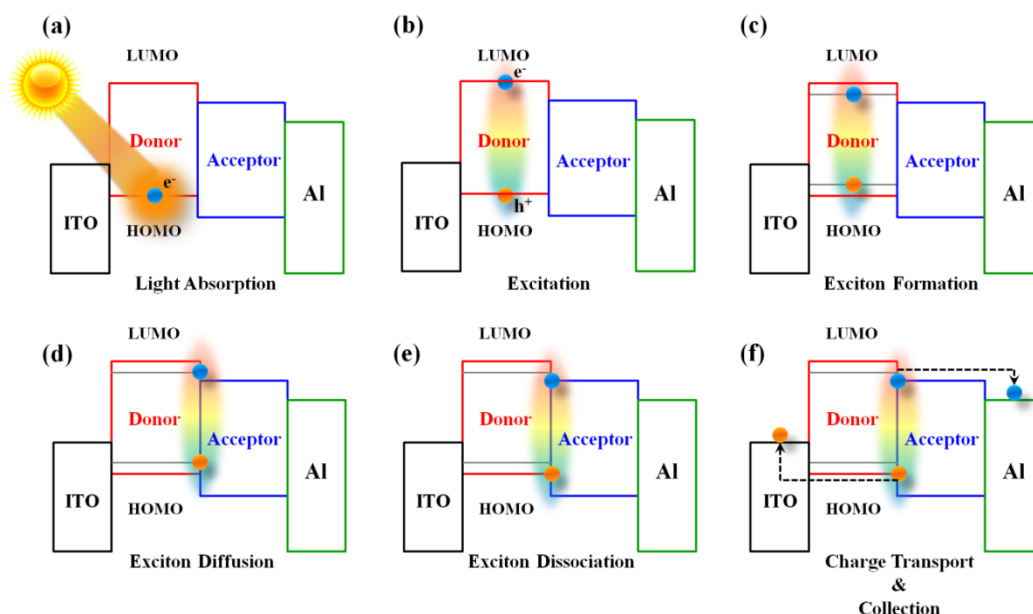 (a)
LUMO
Donor
e-
Acceptor
ITO
Al
HOMO
Light Absorption
(b)
LUMO
e-
Donor
Acceptor
ITO
Al
h+
HOMO
Excitation
(c)
LUMO
Donor
Acceptor
ITO
Al
HOMO
Exciton Formation
(d)
LUMO
Donor
Acceptor
ITO
Al
HOMO
Exciton Diffusion
(e)
LUMO
Donor
Acceptor
ITO
Al
HOMO
Exciton Dissociation
(f)
LUMO
Donor
Acceptor
ITO
Al
HOMO
Charge Transport
&
Collection